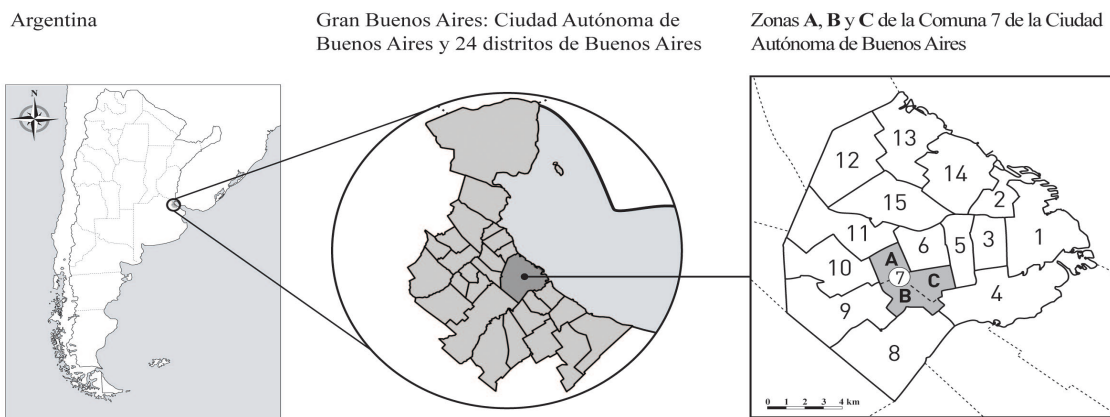 Argentina
Gran Buenos Aires: Ciudad Autónoma de
Buenos Aires y 24 distritos de Buenos Aires
Zonas A, B y C de la Comuna 7 de la Ciudad
Autónoma de Buenos Aires
N
13
12
14
2
15
11
6
5
3
1
A
10
7
C
B
4
9
8
0 1 2 3 4 km